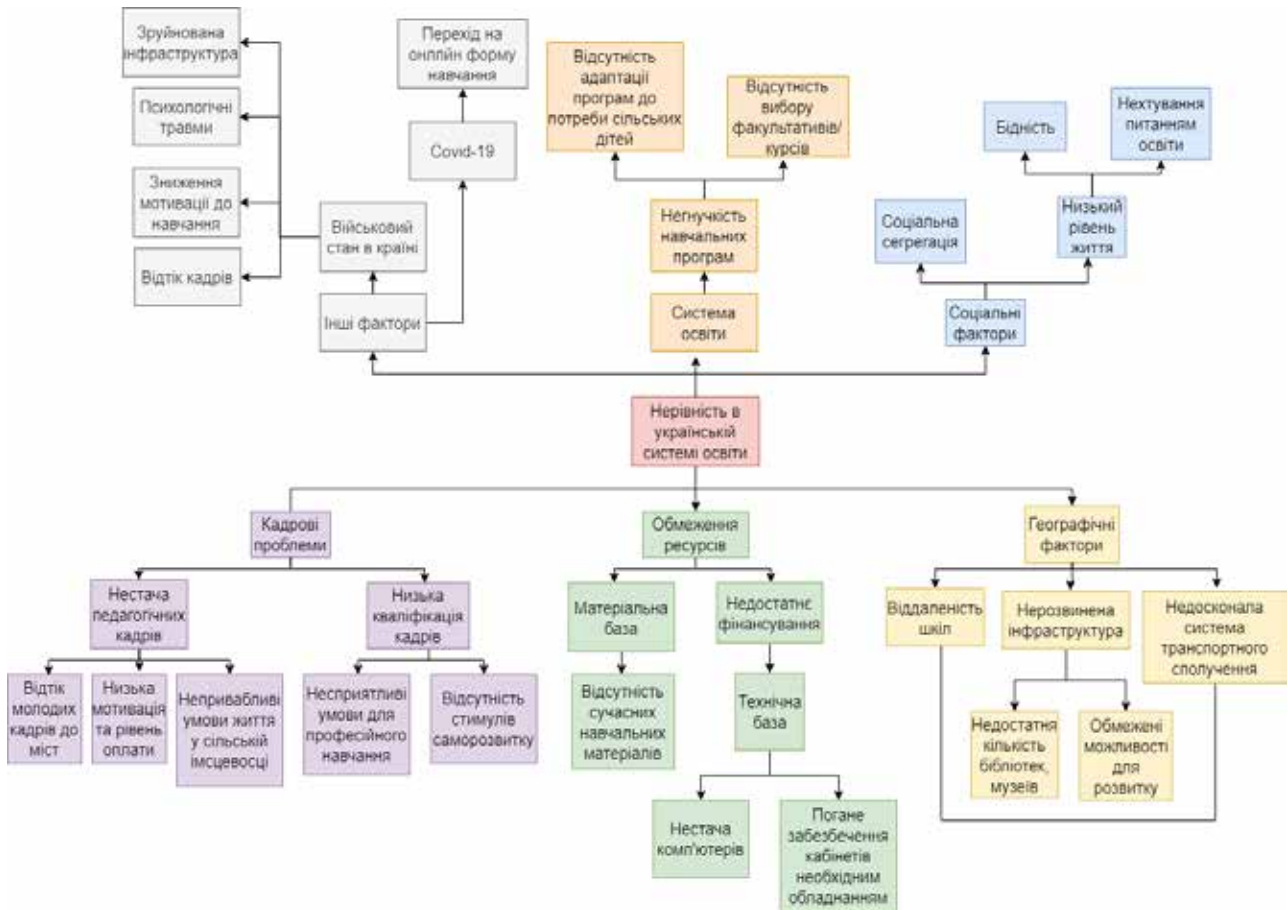 Зруйнована
інфраструктура
Перехід на
онлйн форму
навчання
Відсутність
адаптації
програм до
потреби сільських
дітей
Відсутність
вибору
факультативів/
курсів
Нехтування
питанням
освіти
Бідність
Психологічні
травми
Covid-19
Зниження
мотивації до
навчання
Військовий
стан в країні
Негнучкість
навчальних
програм
Соціальна
сегрегація
Низький
рівень
життя
Відтік кадрів
Інші фактори
Система
освіти
Соціальні
фактори
Нерівність в
українській
системі освіти
Кадрові
проблеми
Обмеження
ресурсів
Географічні
фактори
Нестача
педагогічних
кадрів
Низька
кваліфікація
кадрів
Матеріальна
база
Недостатнє
фінансування
Віддаленість
шкіл
Нерозвинена
інфраструктура
Недосконала
система
транспортного
сполучення
Відтік
молодих
кадрів до
міст
Низька
мотивація
та рівень
оплати
Непривабливі
умови життя
у сільській
імсцевосці
Несприятливі
умови для
професійного
навчання
Відсутність
стимулів
саморозвитку
Відсутність
сучасних
навчальних
матеріалів
Технічна
база
Недостатня
кількість
бібліотек,
музеїв
Обмежені
можливості
для
розвитку
Нестача
комп'ютерів
Погане
забезбечення
кабінетів
необхідним
обладнанням